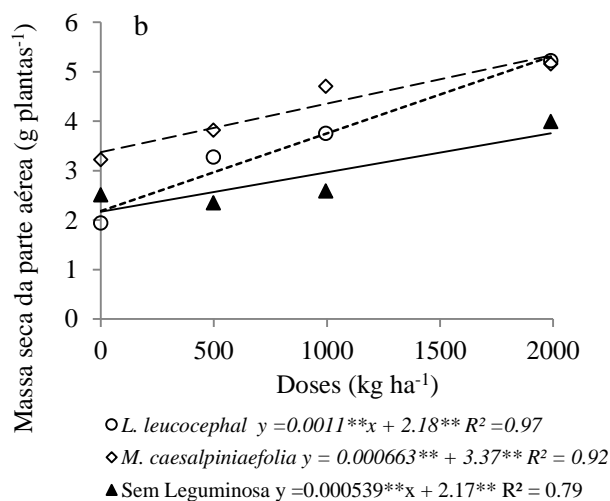 b
Massa seca da parte aérea (g plantas⁻¹)
6
5
4
3
2
1
0
0 500 1000 1500 2000
Doses (kg ha⁻¹)
L. leucocephal y =0.0011**x + 2.18** R² =0.97
M. caesalpiniaefolia y = 0.000663** + 3.37** R² = 0.92
Sem Leguminosa y =0.000539**x + 2.17** R² = 0.79